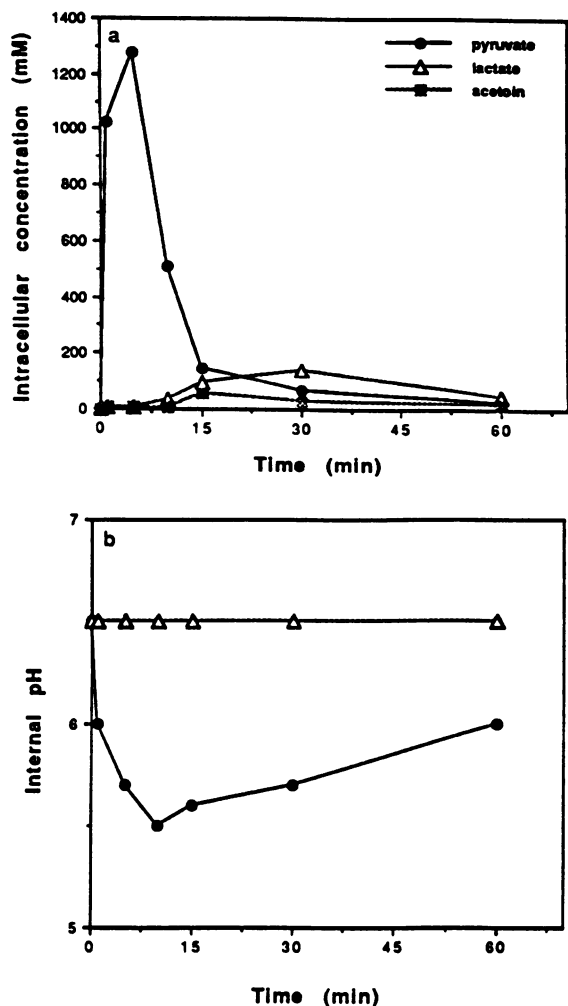 a
1400
1200
1000
800
600
400
200
0
Intracellular concentration (mM)
pyruvate
lactate
acetoin
0 15 30 45 60
Time (min)
b
7
6
5
Internal pH
0 15 30 45 60
Time (min)